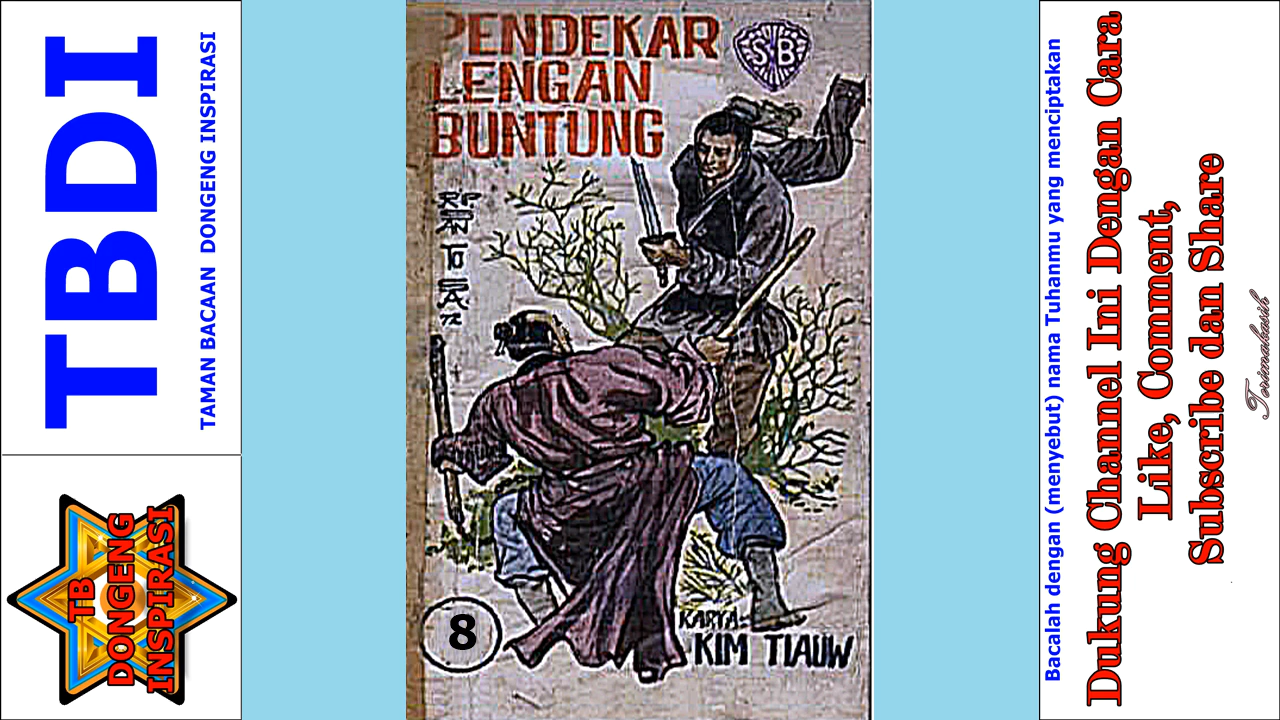 TBDI
TAMAN BACAAN DONGENG INSPIRASI
TB
DONGENG
INSPIRASI
PENDEKAR
LENGAN
BUNTUNG
SB
8
KARYA
KIM TIAUW
Bacalah dengan (menyebut) nama Tuhanmu yang menciptakan
Dukung Channel Ini Dengan Cara
Like, Comment,
Subscribe dan Share
Terimakasih